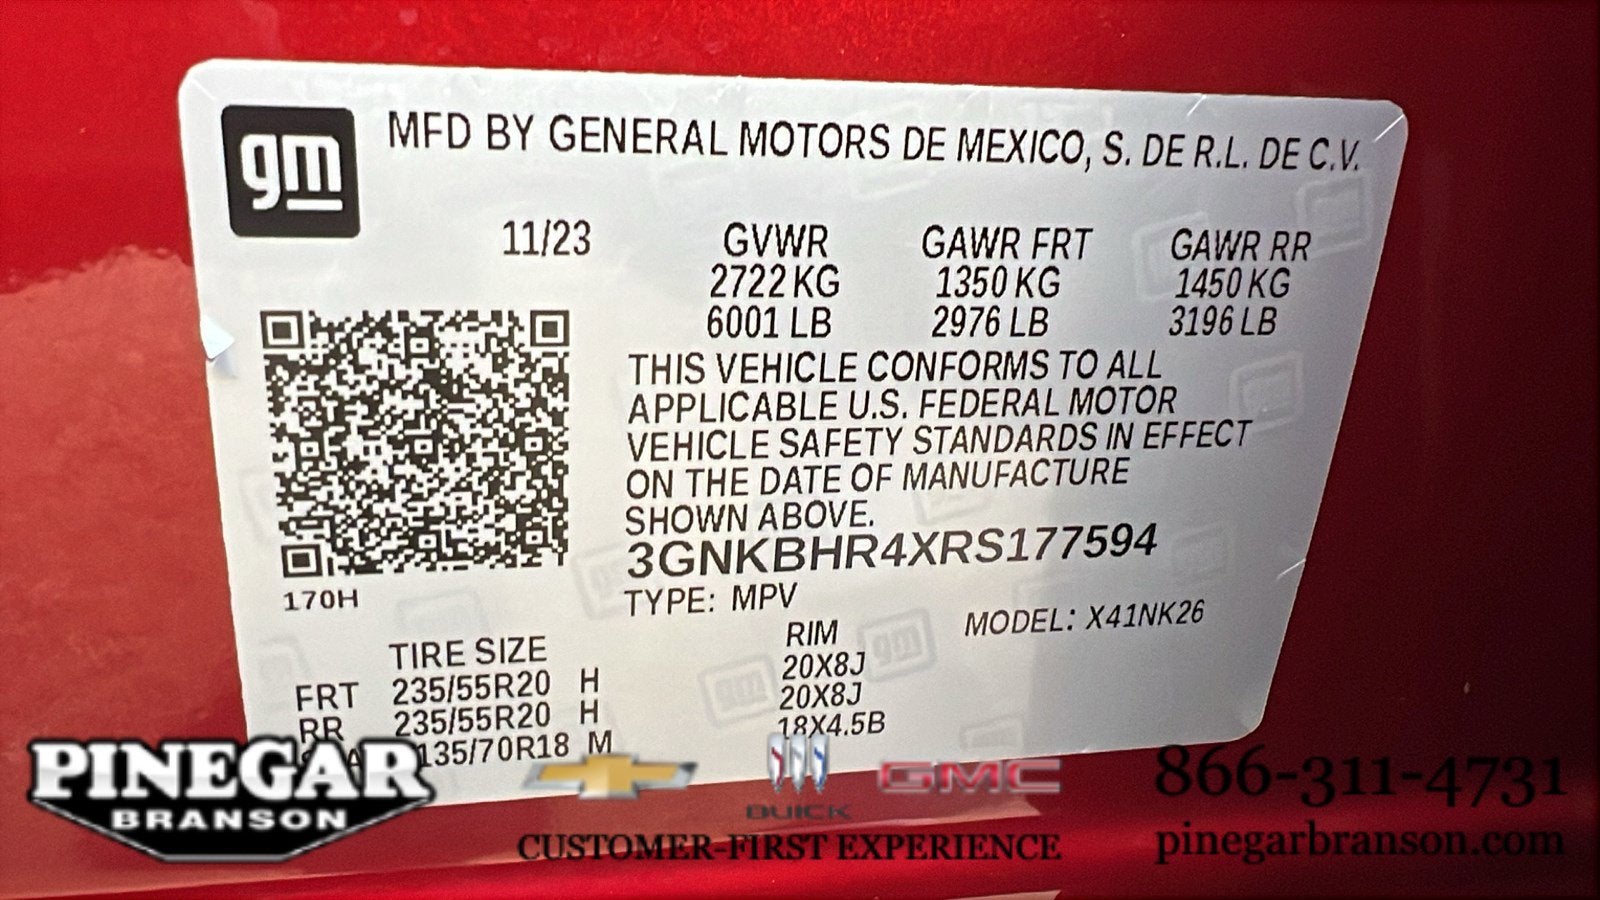 gm
MFD BY GENERAL MOTORS DE MEXICO, S. DE R.L. DE C.V.
11/23 GVWR GAWR FRT GAWR RR
2722 KG 1350 KG 1450 KG
6001 LB 2976 LB 3196 LB
THIS VEHICLE CONFORMS TO ALL
APPLICABLE U.S. FEDERAL MOTOR
VEHICLE SAFETY STANDARDS IN EFFECT
ON THE DATE OF MANUFACTURE
SHOWN ABOVE.
3GNKBHR4XRS177594
170H
TYPE: MPV MODEL: X41NK26
TIRE SIZE RIM
FRT 235/55R20 H 20X8J
RR 235/55R20 H 20X8J
135/70R18 M 18X4.5B
PINEGAR
BRANSON
BUICK
GMC
CUSTOMER-FIRST EXPERIENCE
866-311-4731
pinegarbranson.com